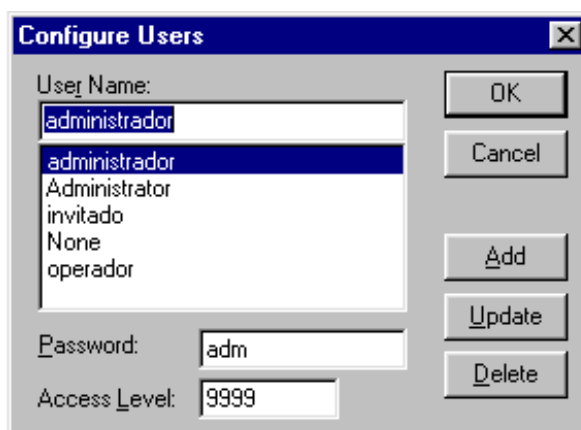 Configure Users
User Name:
administrador
administrador
Administrator
invitado
None
operador
Password:
adm
Access Level:
9999
OK
Cancel
Add
Update
Delete